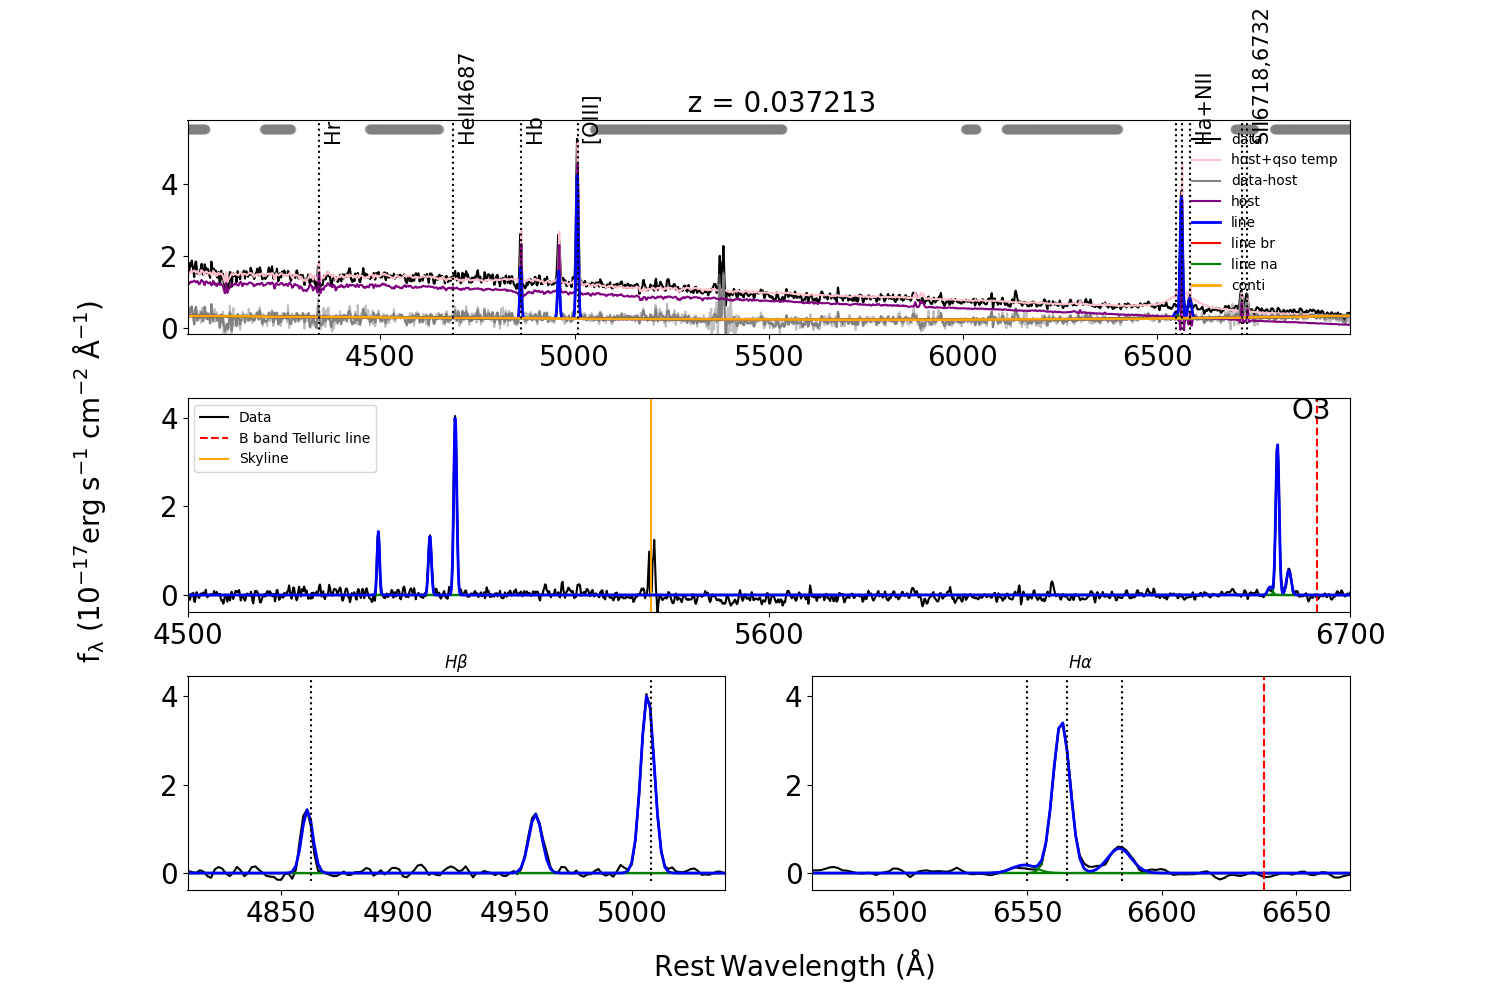 z = 0.037213
Hr
HeII4687
Hb
[OIII]
Ha+NII
SII6718,6732
data
host+qso temp
data-host
host
line
line br
line na
conti
4
2
0
4500
5000
5500
6000
6500
fλ (10⁻¹⁷erg s⁻¹ cm⁻² Å⁻¹)
Data
B band Telluric line
Skyline
O3
4
2
0
4500
5600
6700
Hβ
4
2
0
4850
4900
4950
5000
Hα
4
2
0
6500
6550
6600
6650
Rest Wavelength (Å)